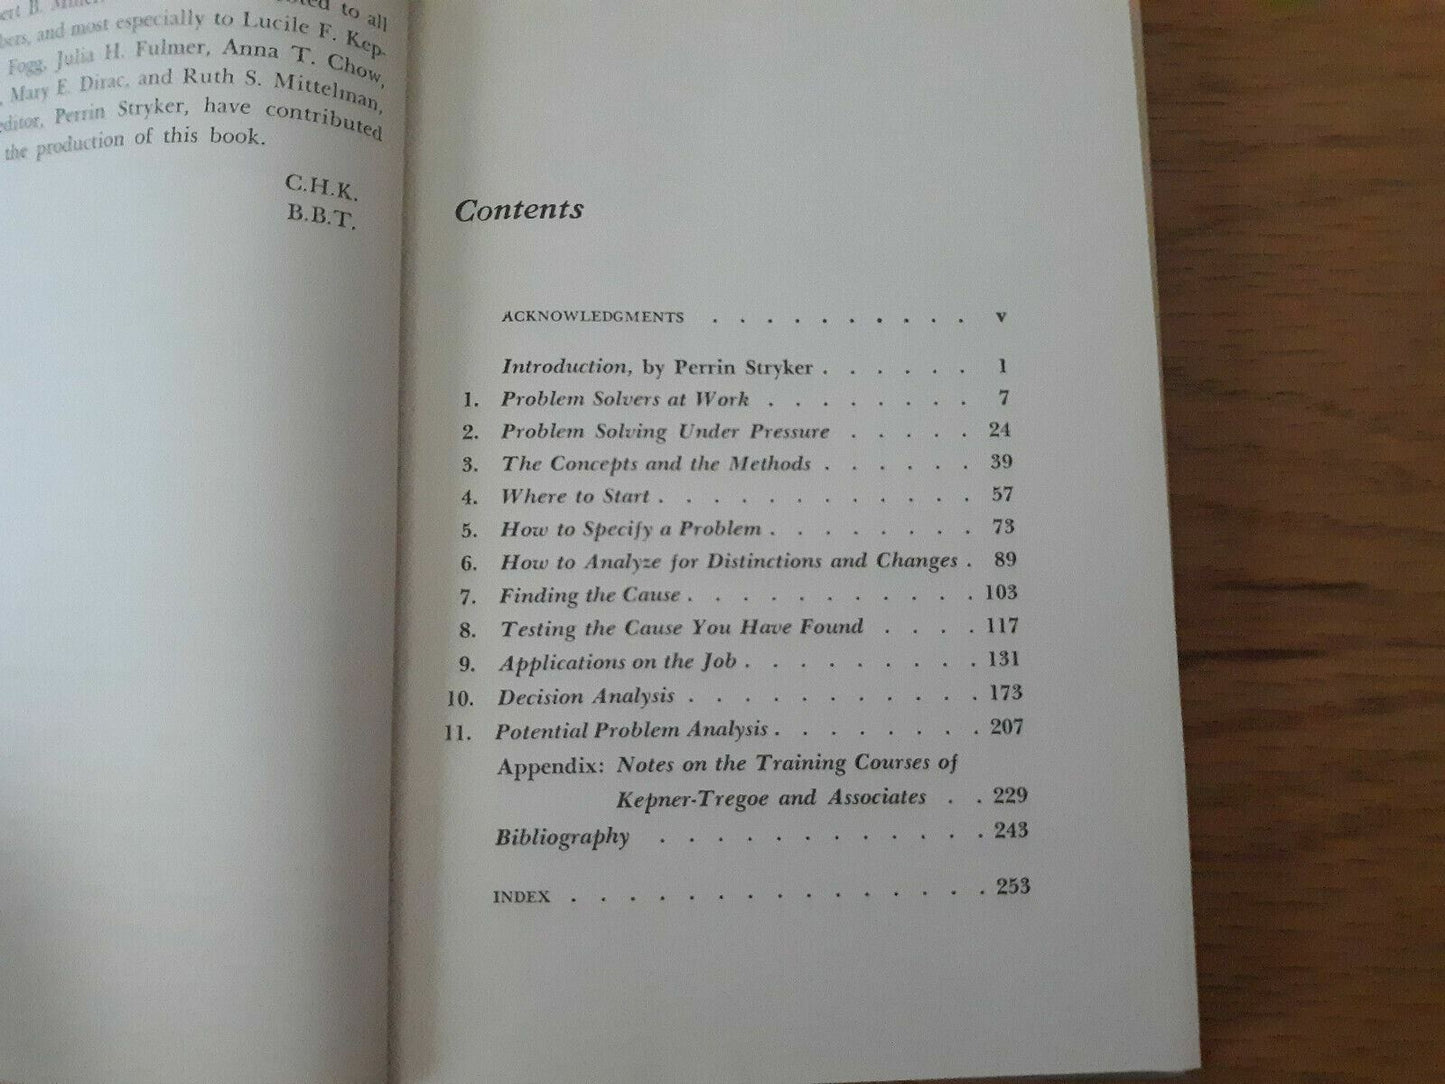 B. to all
and most especially to Lucile F. Kep-
Fogg, Julia H. Fulmer, Anna T. Chow,
Mary E. Dirac, and Ruth S. Mittelman,
editor, Perrin Stryker, have contributed
the production of this book.
C.H.K.
B.B.T.
Contents
ACKNOWLEDGMENTS . . . . . . . . . . v
Introduction, by Perrin Stryker . . . . . . 1
1. Problem Solvers at Work . . . . . . . . 7
2. Problem Solving Under Pressure . . . . . 24
3. The Concepts and the Methods . . . . . . 39
4. Where to Start . . . . . . . . . . . . 57
5. How to Specify a Problem . . . . . . . . 73
6. How to Analyze for Distinctions and Changes . 89
7. Finding the Cause . . . . . . . . . . . 103
8. Testing the Cause You Have Found . . . . 117
9. Applications on the Job . . . . . . . . . 131
10. Decision Analysis . . . . . . . . . . . 173
11. Potential Problem Analysis . . . . . . . . 207
Appendix: Notes on the Training Courses of
Kepner-Tregoe and Associates . . 229
Bibliography . . . . . . . . . . . . 243
INDEX . . . . . . . . . . . . . . . 253